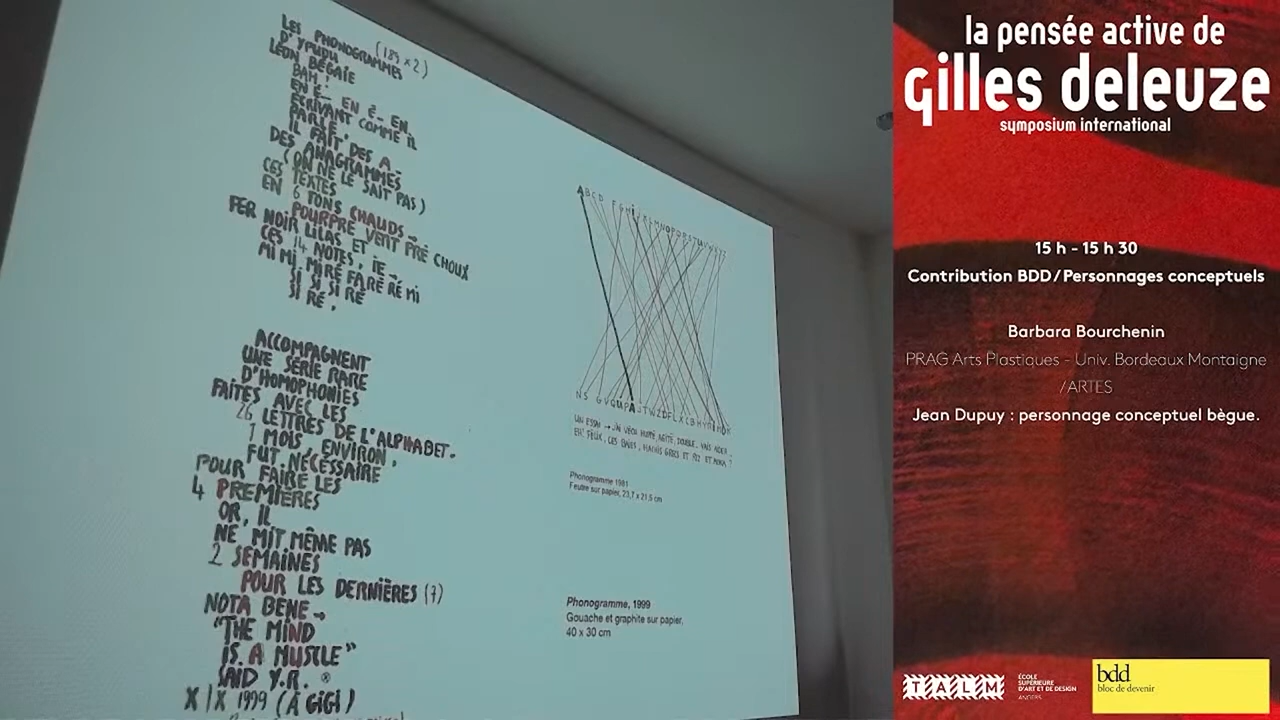 LES PHONOGRAMMES
(189 x 2)
D'YPUDU
LÉON BÉGAIE
BAH !
EN É- EN É- EN
ÉCRIVANT COMME IL
PARLE,
IL FAIT DES A-
DES ANAGRAMMES
(ON NE LE SAIT PAS)
CES TEXTES
EN 6 TONS CHAUDS→
POURPRE VENT PRÉ CHOUX
FER NOIR LILAS ET
CES 14 NOTES, IE→
MI MI MI RÉ FA RÉ RÉ MI
SI SI SI RÉ
SI RÉ,
ACCOMPAGNENT
UNE SÉRIE RARE
D'HOMOPHONIES
FAITES AVEC LES
26 LETTRES DE L'ALPHABET.
1 MOIS, ENVIRON,
FUT NÉCESSAIRE
POUR FAIRE LES
4 PREMIÈRES
OR, IL
NE MIT MÊME PAS
2 SEMAINES
POUR LES DERNIÈRES (7)
NOTA BENE→
"THE MIND
IS A MUSCLE"
SAID Y.R.
X IX 1999 (À GIGI)
Phonogramme 1981
Feutre sur papier, 23,7 x 21,5 cm
Phonogramme, 1999
Gouache et graphite sur papier,
40 x 30 cm
la pensée active de
gilles deleuze
symposium international
15 h - 15 h 30
Contribution BDD / Personnages conceptuels
Barbara Bourchenin
PRAG Arts Plastiques - Univ. Bordeaux Montaigne
/ARTES
Jean Dupuy : personnage conceptuel bègue.
TALM
ÉCOLE
SUPÉRIEURE
D'ART ET DE DESIGN
ANGERS
bdd
bloc de devenir